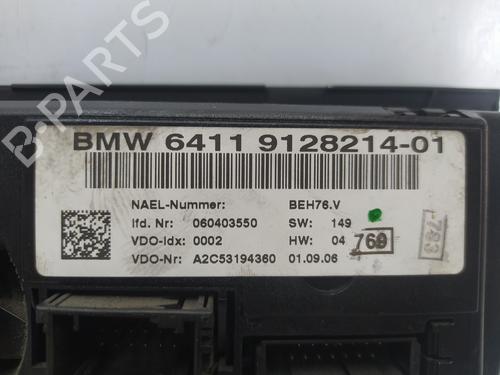 B-PARTS
BMW 6411 9128214-01
NAEL-Nummer: BEH76.V
lfd. Nr: 060403550 SW: 149
VDO-Idx: 0002 HW: 04 769
VDO-Nr: A2C53194360 01.09.06
793